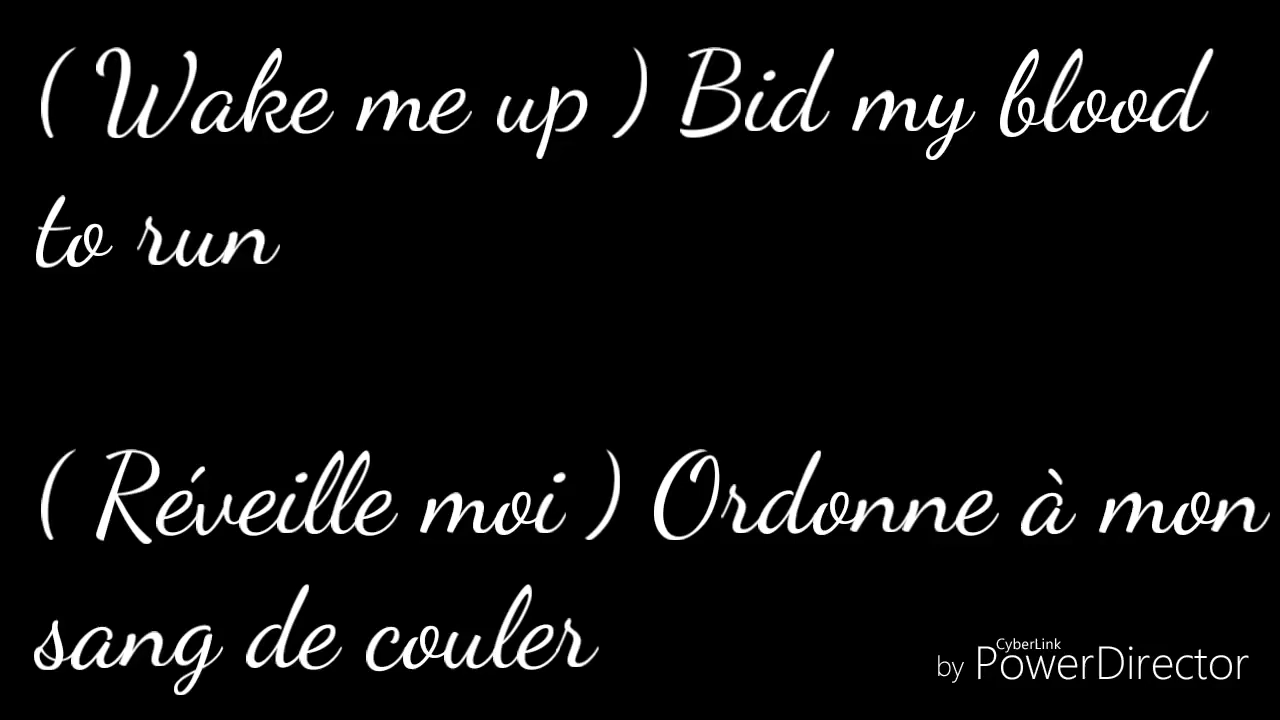 ( Wake me up ) Bid my blood
to run
( Réveille moi ) Ordonne à mon
sang de couler
CyberLink
by PowerDirector